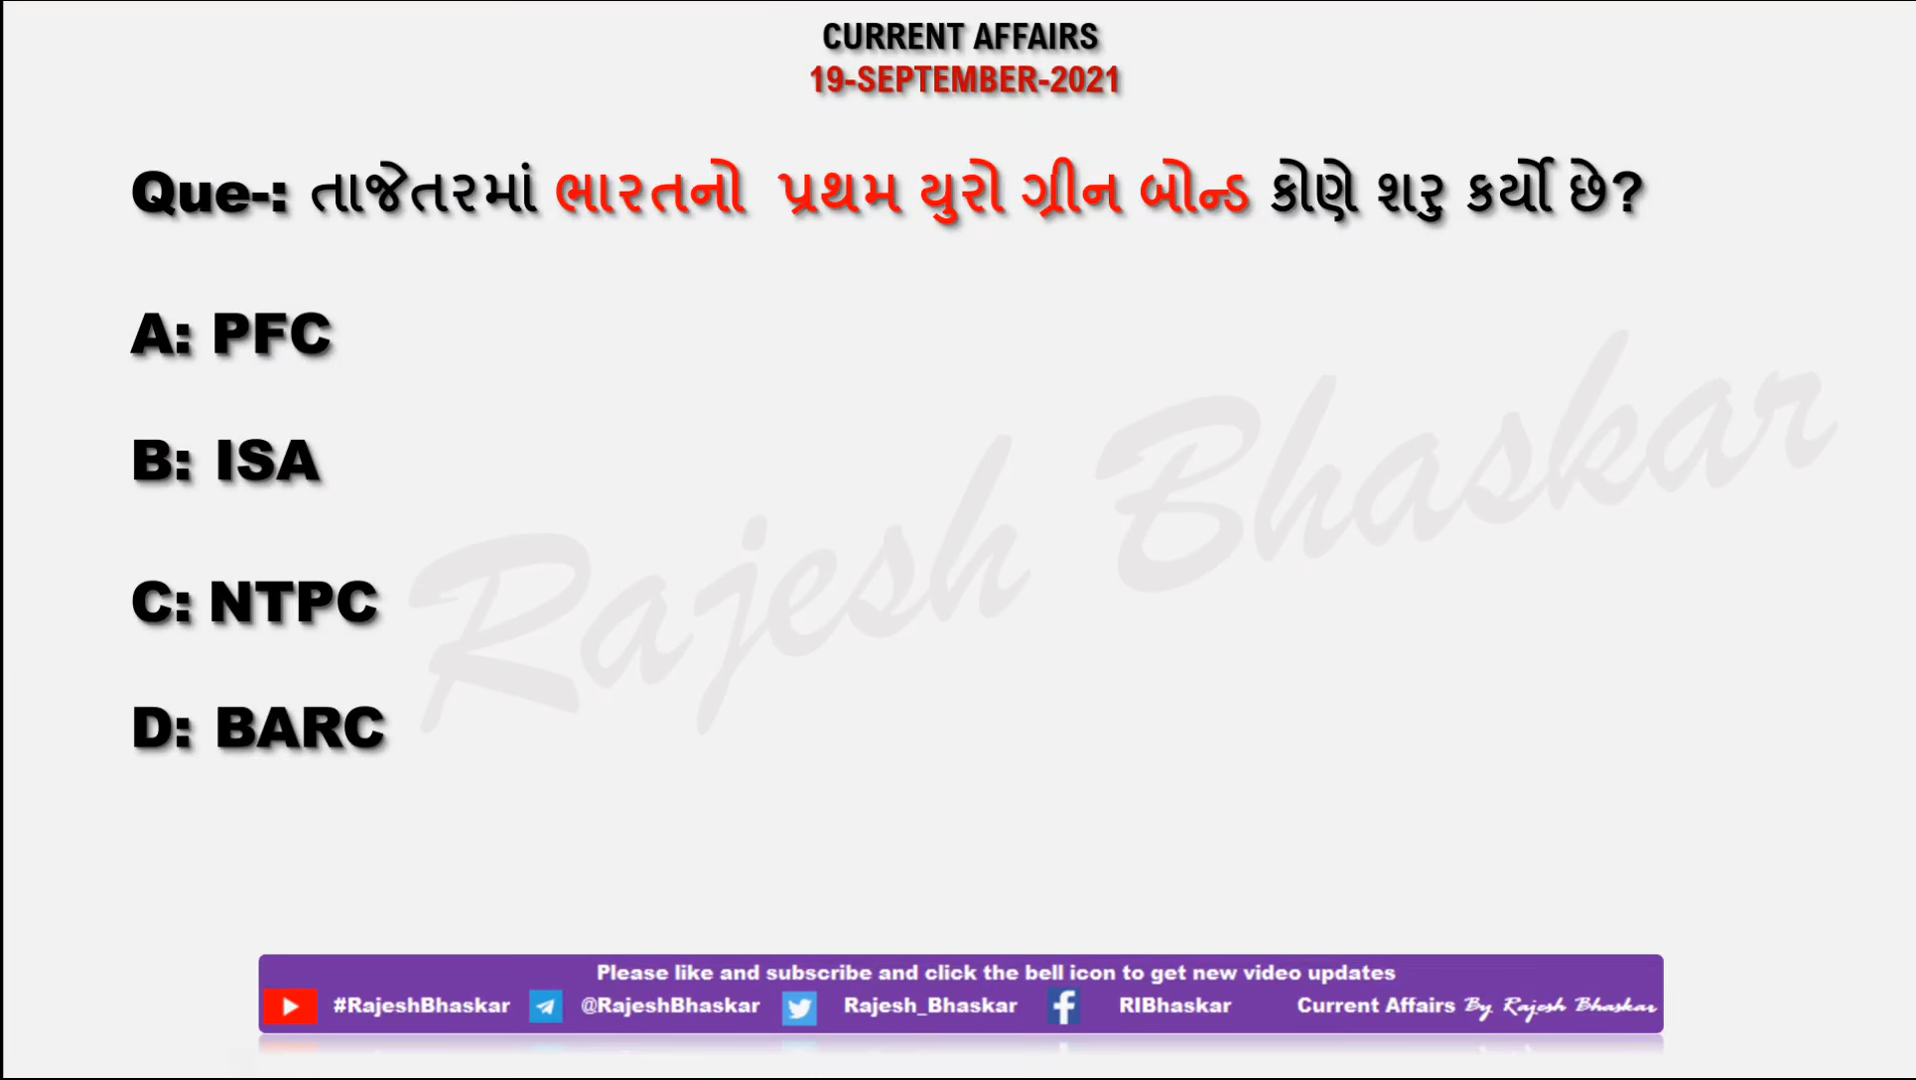 CURRENT AFFAIRS
19-SEPTEMBER-2021
Que-: તાજેતરમાં ભારતનો પ્રથમ યુરો ગ્રીન બોન્ડ કોણે શરુ કર્યો છે?
A: PFC
B: ISA
C: NTPC
D: BARC
Rajesh Bhaskar
Please like and subscribe and click the bell icon to get new video updates
#RajeshBhaskar @RajeshBhaskar Rajesh_Bhaskar RIBhaskar Current Affairs By Rajesh Bhaskar